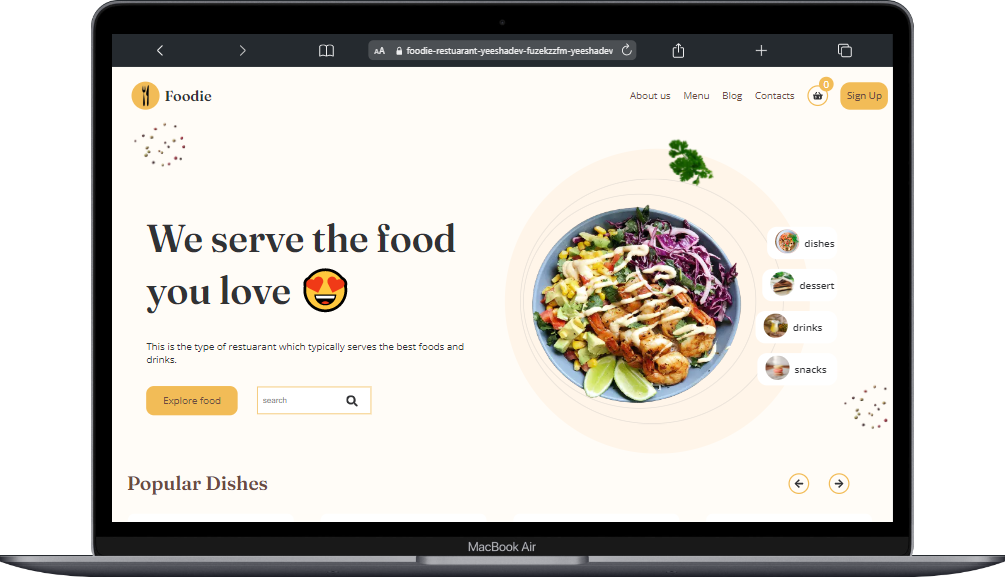 AA foodie-restuarant-yeeshadev-fuzekzzfm-yeeshadev
Foodie
About us Menu Blog Contacts 0 Sign Up
We serve the food
you love 😍
dishes
dessert
drinks
snacks
This is the type of restuarant which typically serves the best foods and
drinks.
Explore food search
Popular Dishes
MacBook Air